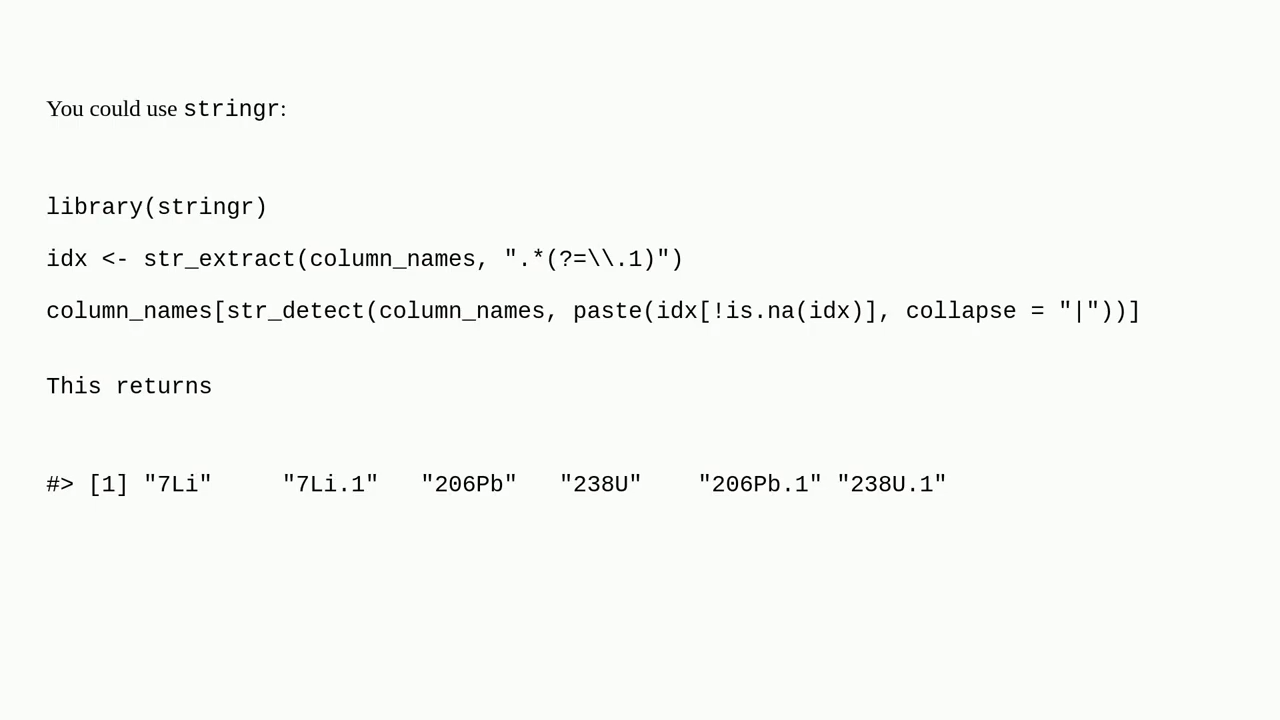 You could use stringr:
library(stringr)
idx <- str_extract(column_names, ".*(?=\\.1)")
column_names[str_detect(column_names, paste(idx[!is.na(idx)], collapse = "|"))]
This returns
#> [1] "7Li"     "7Li.1"   "206Pb"   "238U"    "206Pb.1" "238U.1"